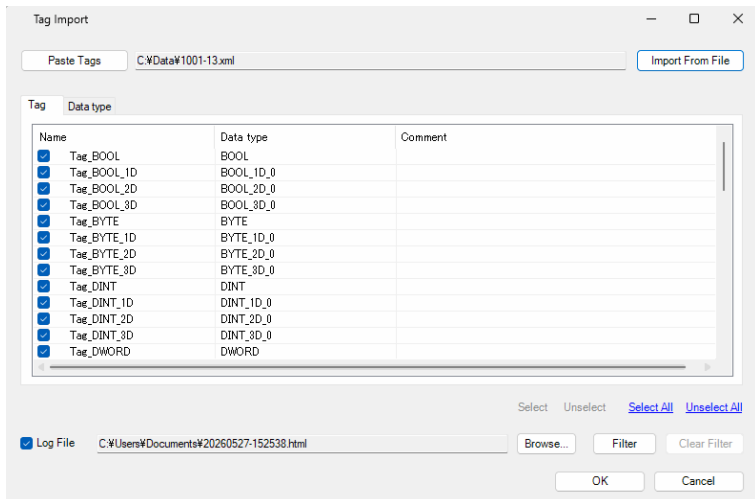 Tag Import
Paste Tags C:¥Data¥1001-13.xml Import From File
Tag Data type
Name Data type Comment
Tag_BOOL BOOL
Tag_BOOL_1D BOOL_1D_0
Tag_BOOL_2D BOOL_2D_0
Tag_BOOL_3D BOOL_3D_0
Tag_BYTE BYTE
Tag_BYTE_1D BYTE_1D_0
Tag_BYTE_2D BYTE_2D_0
Tag_BYTE_3D BYTE_3D_0
Tag_DINT DINT
Tag_DINT_1D DINT_1D_0
Tag_DINT_2D DINT_2D_0
Tag_DINT_3D DINT_3D_0
Tag_DWORD DWORD
Select Unselect Select All Unselect All
Log File C:¥Users¥Documents¥20260527-152538.html Browse... Filter Clear Filter
OK Cancel